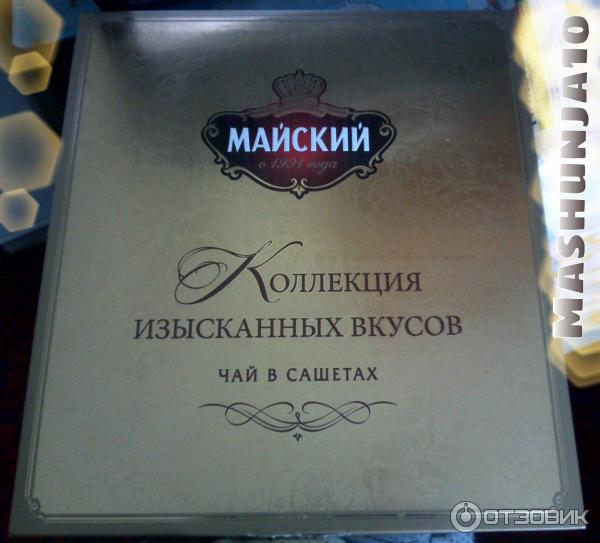 МАЙСКИЙ
с 1991 года
Коллекция
ИЗЫСКАННЫХ ВКУСОВ
ЧАЙ В САШЕТАХ
MASHUNJA10
ОТЗОВИК